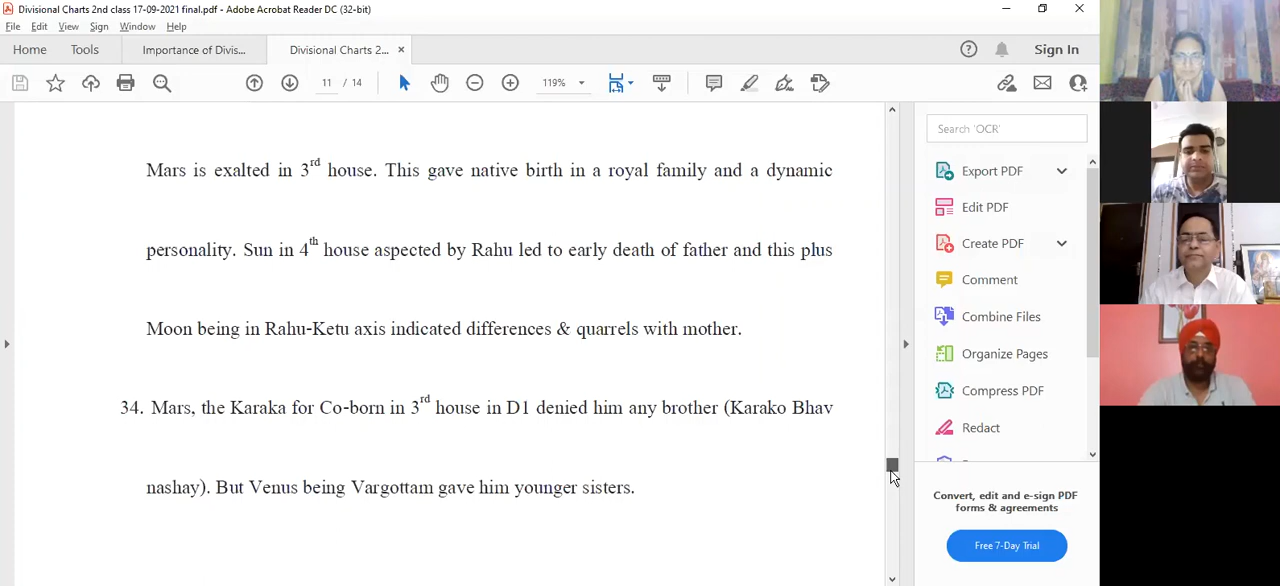 Divisional Charts 2nd class 17-09-2021 final.pdf - Adobe Acrobat Reader DC (32-bit)
File Edit View Sign Window Help
Home Tools Importance of Divis... Divisional Charts 2... × Sign In
11 / 14 119%
Search 'OCR'
Mars is exalted in 3rd house. This gave native birth in a royal family and a dynamic
personality. Sun in 4th house aspected by Rahu led to early death of father and this plus
Moon being in Rahu-Ketu axis indicated differences & quarrels with mother.
34. Mars, the Karaka for Co-born in 3rd house in D1 denied him any brother (Karako Bhav
nashay). But Venus being Vargottam gave him younger sisters.
Export PDF
Edit PDF
Create PDF
Comment
Combine Files
Organize Pages
Compress PDF
Redact
Convert, edit and e-sign PDF
forms & agreements
Free 7-Day Trial